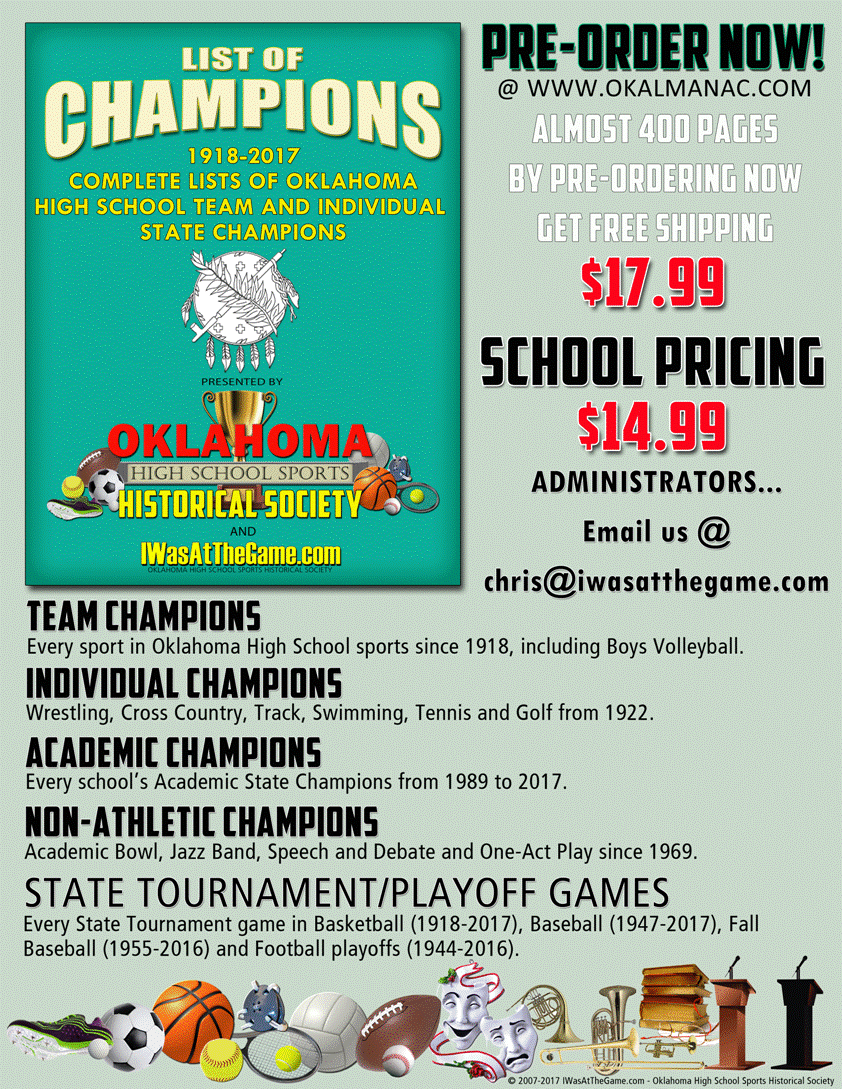 LIST OF
CHAMPIONS
1918-2017
COMPLETE LISTS OF OKLAHOMA
HIGH SCHOOL TEAM AND INDIVIDUAL
STATE CHAMPIONS
PRESENTED BY
OKLAHOMA
HIGH SCHOOL SPORTS
HISTORICAL SOCIETY
AND
IWasAtTheGame.com
OKLAHOMA HIGH SCHOOL SPORTS HISTORICAL SOCIETY
PRE-ORDER NOW!
@ WWW.OKALMANAC.COM
ALMOST 400 PAGES
BY PRE-ORDERING NOW
GET FREE SHIPPING
$17.99
SCHOOL PRICING
$14.99
ADMINISTRATORS...
Email us @
chris@iwasatthegame.com
TEAM CHAMPIONS
Every sport in Oklahoma High School sports since 1918, including Boys Volleyball.
INDIVIDUAL CHAMPIONS
Wrestling, Cross Country, Track, Swimming, Tennis and Golf from 1922.
ACADEMIC CHAMPIONS
Every school's Academic State Champions from 1989 to 2017.
NON-ATHLETIC CHAMPIONS
Academic Bowl, Jazz Band, Speech and Debate and One-Act Play since 1969.
STATE TOURNAMENT/PLAYOFF GAMES
Every State Tournament game in Basketball (1918-2017), Baseball (1947-2017), Fall
Baseball (1955-2016) and Football playoffs (1944-2016).
© 2007-2017 IWasAtTheGame.com - Oklahoma High School Sports Historical Society